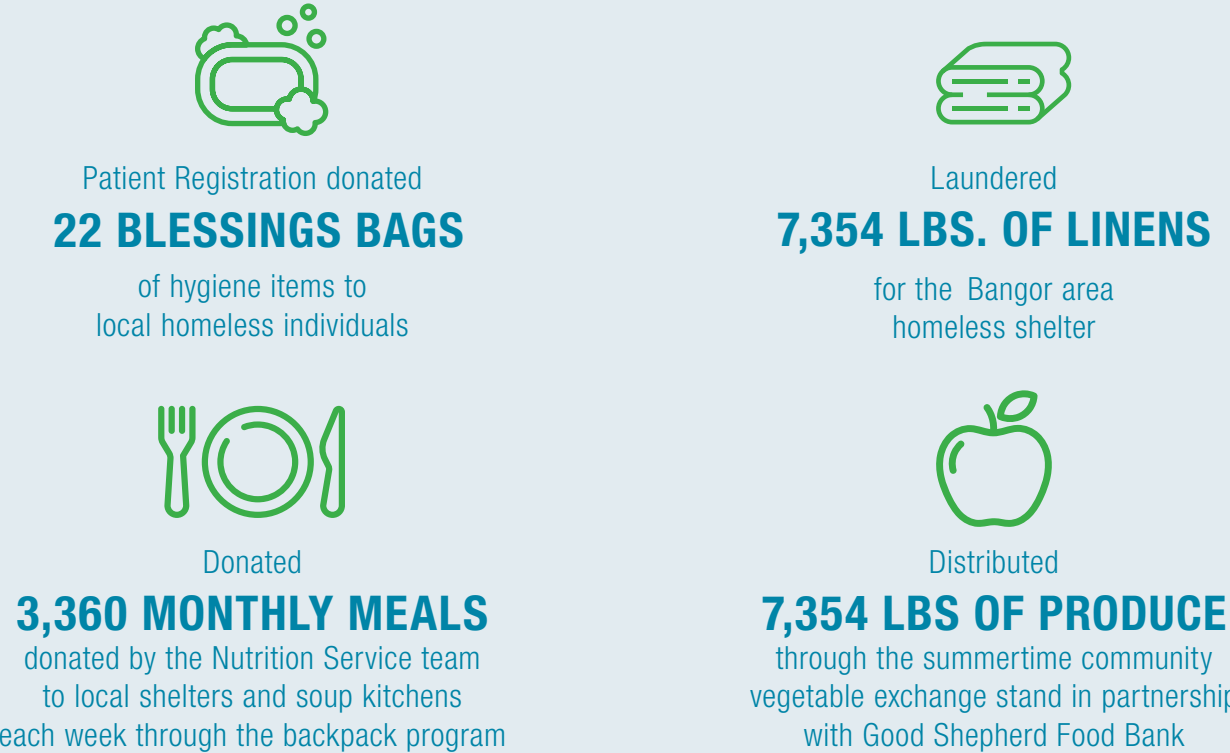 Patient Registration donated
22 BLESSINGS BAGS
of hygiene items to
local homeless individuals
Laundered
7,354 LBS. OF LINENS
for the Bangor area
homeless shelter
Donated
3,360 MONTHLY MEALS
donated by the Nutrition Service team
to local shelters and soup kitchens
each week through the backpack program
Distributed
7,354 LBS OF PRODUCE
through the summertime community
vegetable exchange stand in partnership
with Good Shepherd Food Bank